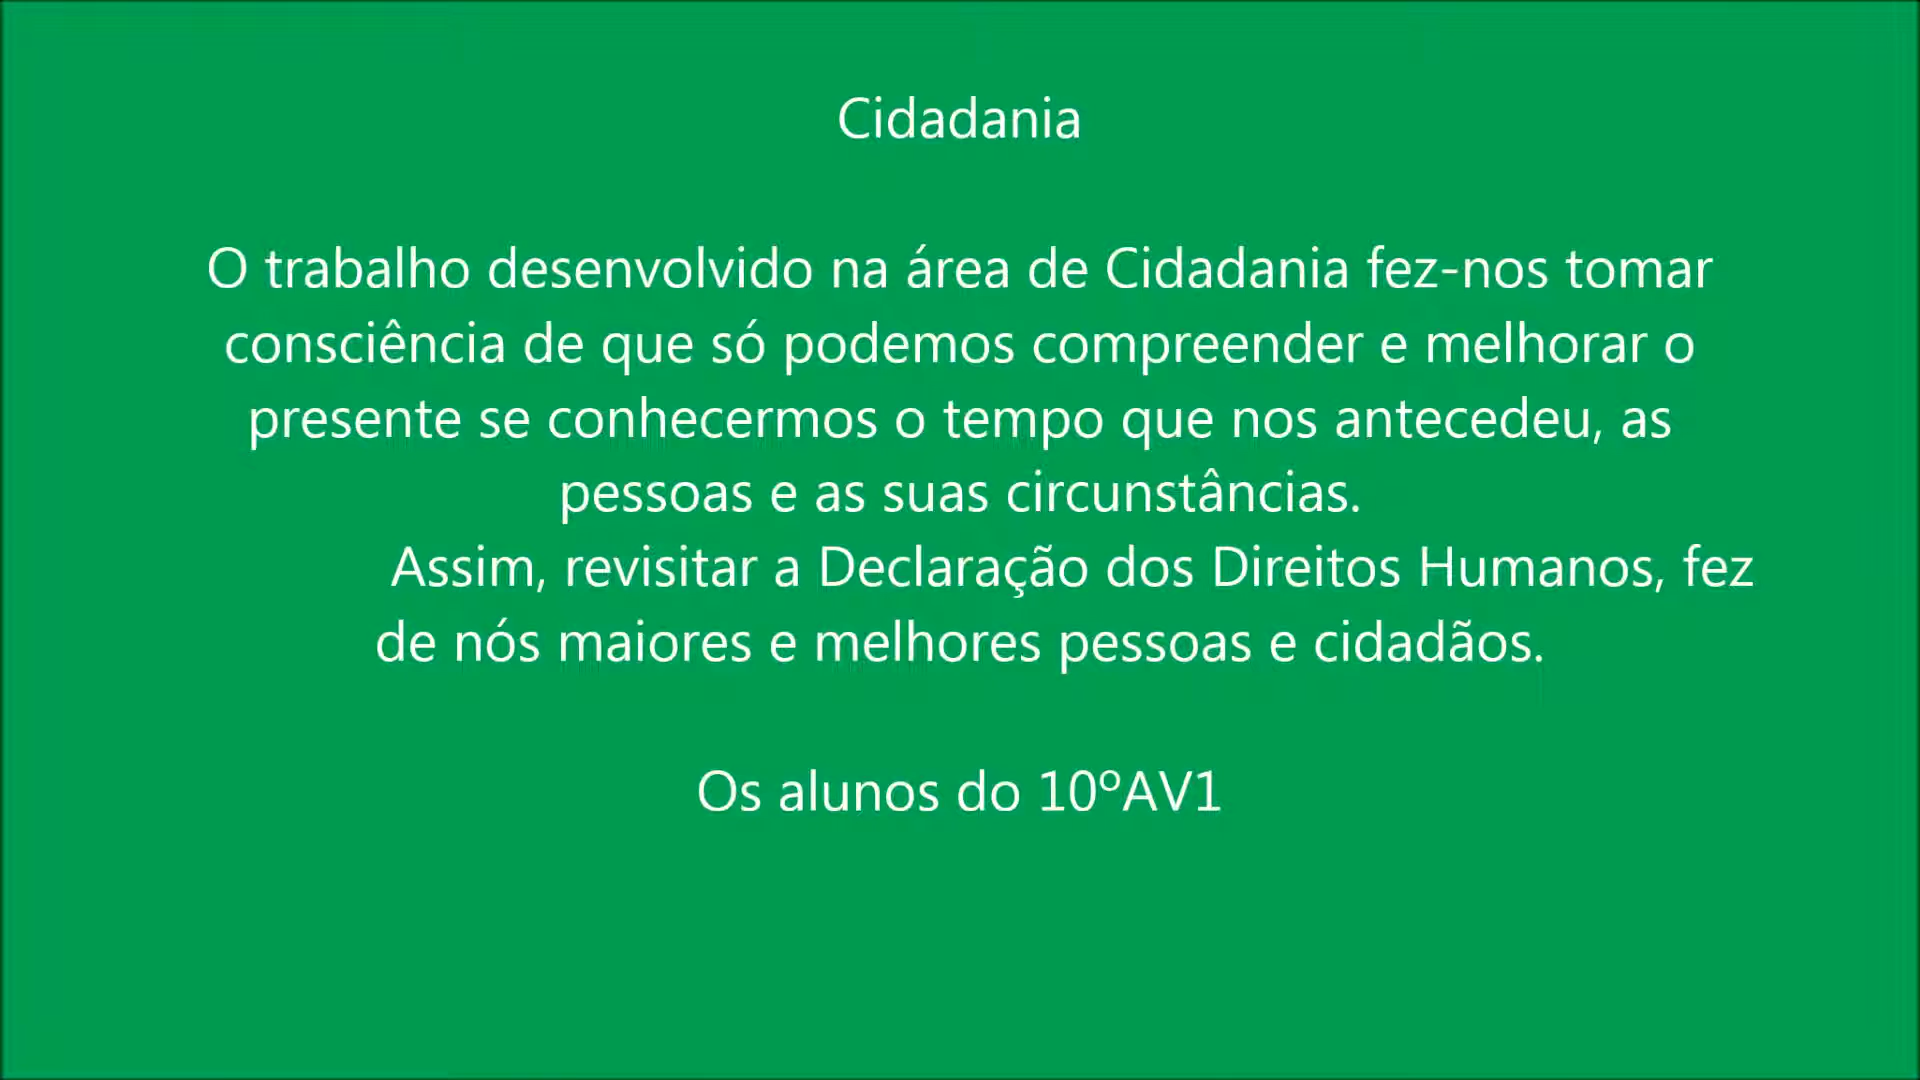 Cidadania
O trabalho desenvolvido na área de Cidadania fez-nos tomar
consciência de que só podemos compreender e melhorar o
presente se conhecermos o tempo que nos antecedeu, as
pessoas e as suas circunstâncias.
Assim, revisitar a Declaração dos Direitos Humanos, fez
de nós maiores e melhores pessoas e cidadãos.
Os alunos do 10ºAV1